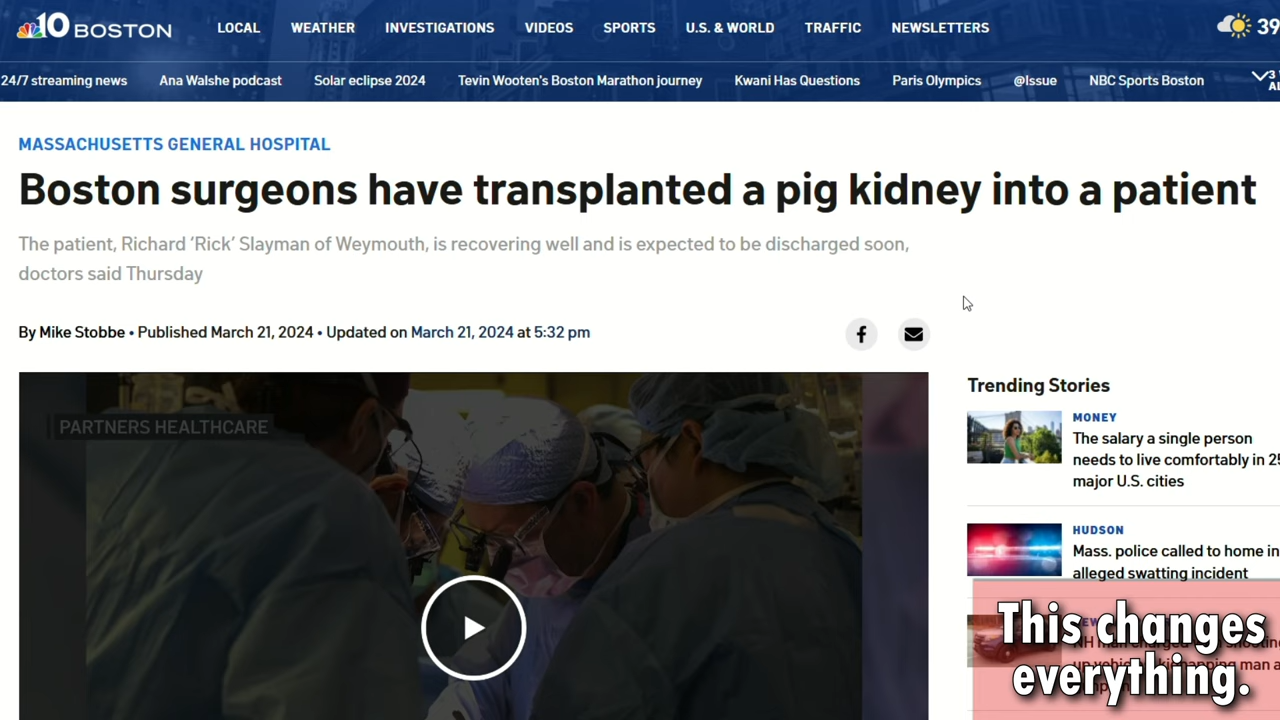 10 BOSTON
LOCAL WEATHER INVESTIGATIONS VIDEOS SPORTS U.S. & WORLD TRAFFIC NEWSLETTERS
39
24/7 streaming news Ana Walshe podcast Solar eclipse 2024 Tevin Wooten's Boston Marathon journey Kwani Has Questions Paris Olympics @Issue NBC Sports Boston
3
MASSACHUSETTS GENERAL HOSPITAL
Boston surgeons have transplanted a pig kidney into a patient
The patient, Richard ‘Rick’ Slayman of Weymouth, is recovering well and is expected to be discharged soon,
doctors said Thursday
By Mike Stobbe • Published March 21, 2024 • Updated on March 21, 2024 at 5:32 pm
PARTNERS HEALTHCARE
Trending Stories
MONEY
The salary a single person
needs to live comfortably in 25
major U.S. cities
HUDSON
Mass. police called to home in
alleged swatting incident
This changes
everything.